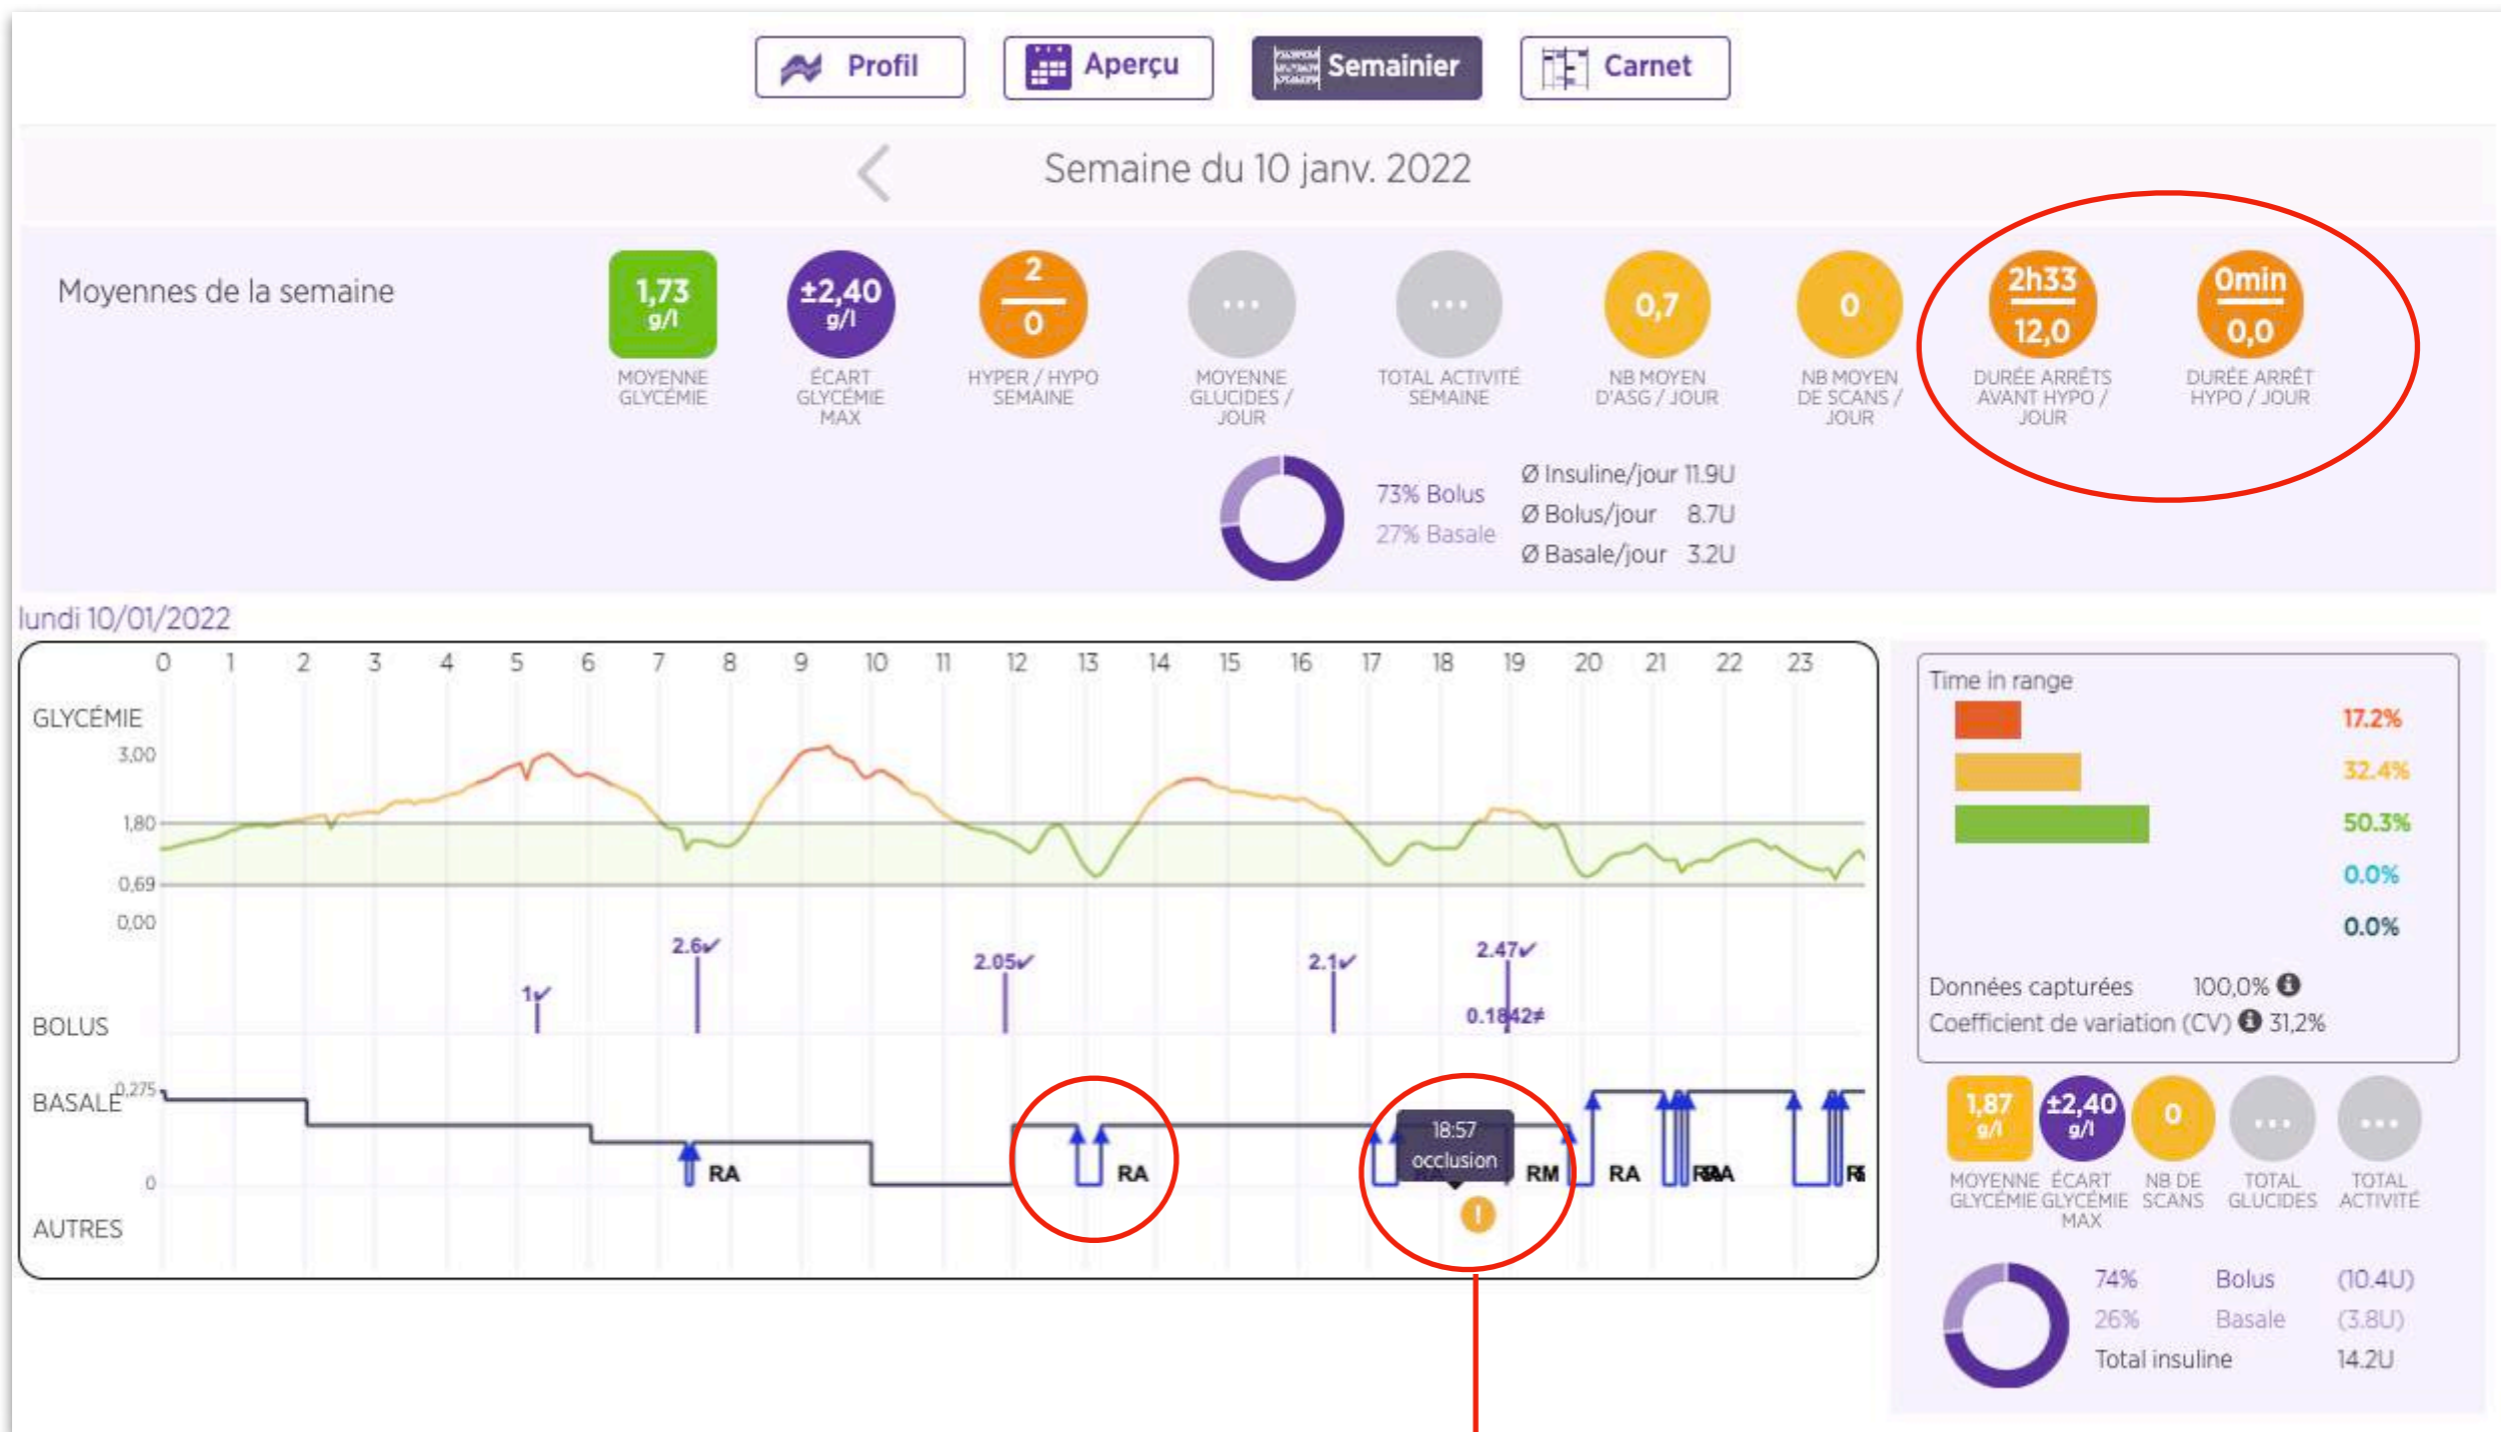 Profil
Aperçu
Semainier
Carnet
Semaine du 10 janv. 2022
Moyennes de la semaine
1,73
g/l
MOYENNE
GLYCÉMIE
±2,40
g/l
ÉCART
GLYCÉMIE
MAX
2
0
HYPER / HYPO
SEMAINE
...
MOYENNE
GLUCIDES /
JOUR
...
TOTAL ACTIVITÉ
SEMAINE
0,7
NB MOYEN
D'ASG / JOUR
0
NB MOYEN
DE SCANS /
JOUR
2h33
12,0
DURÉE ARRÊTS
AVANT HYPO /
JOUR
0min
0,0
DURÉE ARRÊT
HYPO / JOUR
73% Bolus
27% Basale
Ø Insuline/jour 11.9U
Ø Bolus/jour 8.7U
Ø Basale/jour 3.2U
lundi 10/01/2022
0 1 2 3 4 5 6 7 8 9 10 11 12 13 14 15 16 17 18 19 20 21 22 23
GLYCÉMIE
3,00
1,80
0,69
0,00
BOLUS
1✓
2.6✓
2.05✓
2.1✓
2.47✓
0.1842≠
BASALE
0,275
0
RA
RA
18:57
occlusion
RM
RA
AUTRES
!
Time in range
17.2%
32.4%
50.3%
0.0%
0.0%
Données capturées 100,0%
Coefficient de variation (CV) 31,2%
1,87
g/l
MOYENNE
GLYCÉMIE
±2,40
g/l
ÉCART
GLYCÉMIE
MAX
0
NB DE
SCANS
...
TOTAL
GLUCIDES
...
TOTAL
ACTIVITÉ
74% Bolus (10.4U)
26% Basale (3.8U)
Total insuline 14.2U